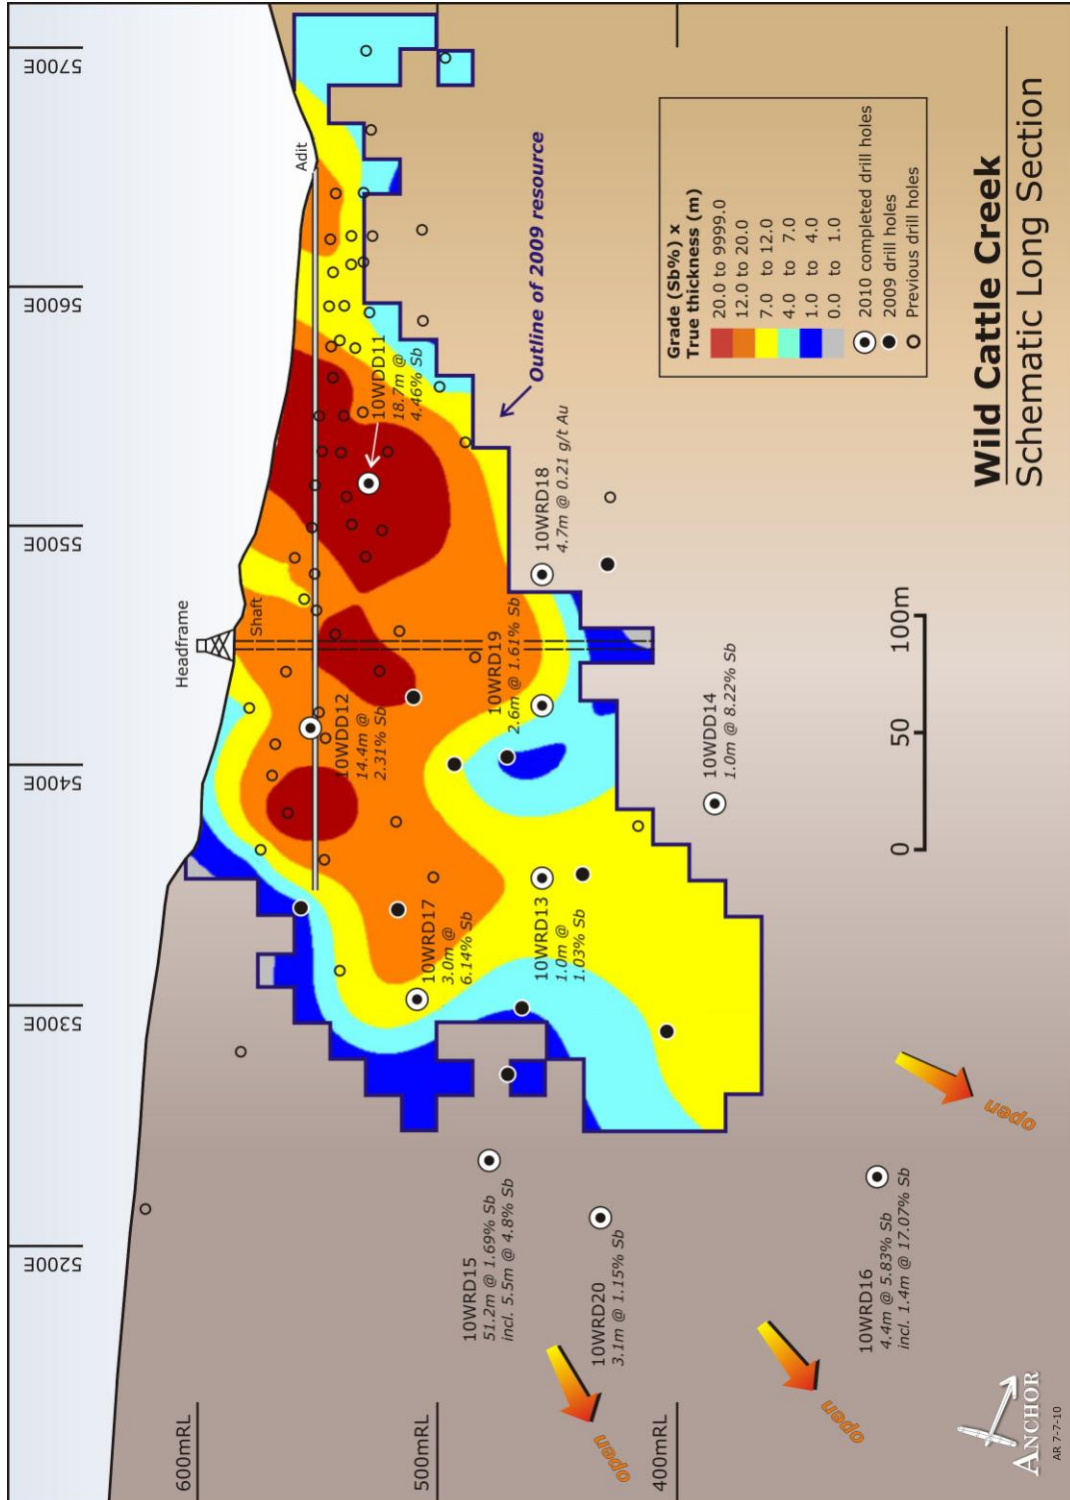 5200E
5300E
5400E
5500E
5600E
5700E
600mRL
500mRL
400mRL
Headframe
Shaft
Adit
10WDD12
14.4m @
2.31% Sb
10WDD11
18.7m @
4.46% Sb
10WRD17
3.0m @
6.14% Sb
10WRD19
2.6m @ 1.61% Sb
10WRD18
4.7m @ 0.21 g/t Au
Outline of 2009 resource
10WRD15
51.2m @ 1.69% Sb
incl. 5.5m @ 4.8% Sb
10WRD13
1.0m @
1.03% Sb
10WRD20
3.1m @ 1.15% Sb
10WDD14
1.0m @ 8.22% Sb
10WRD16
4.4m @ 5.83% Sb
incl. 1.4m @ 17.07% Sb
open
open
open
0 50 100m
Grade (Sb%) x
True thickness (m)
20.0 to 9999.0
12.0 to 20.0
7.0 to 12.0
4.0 to 7.0
1.0 to 4.0
0.0 to 1.0
2010 completed drill holes
2009 drill holes
Previous drill holes
Wild Cattle Creek
Schematic Long Section
ANCHOR
AR 7-7-10